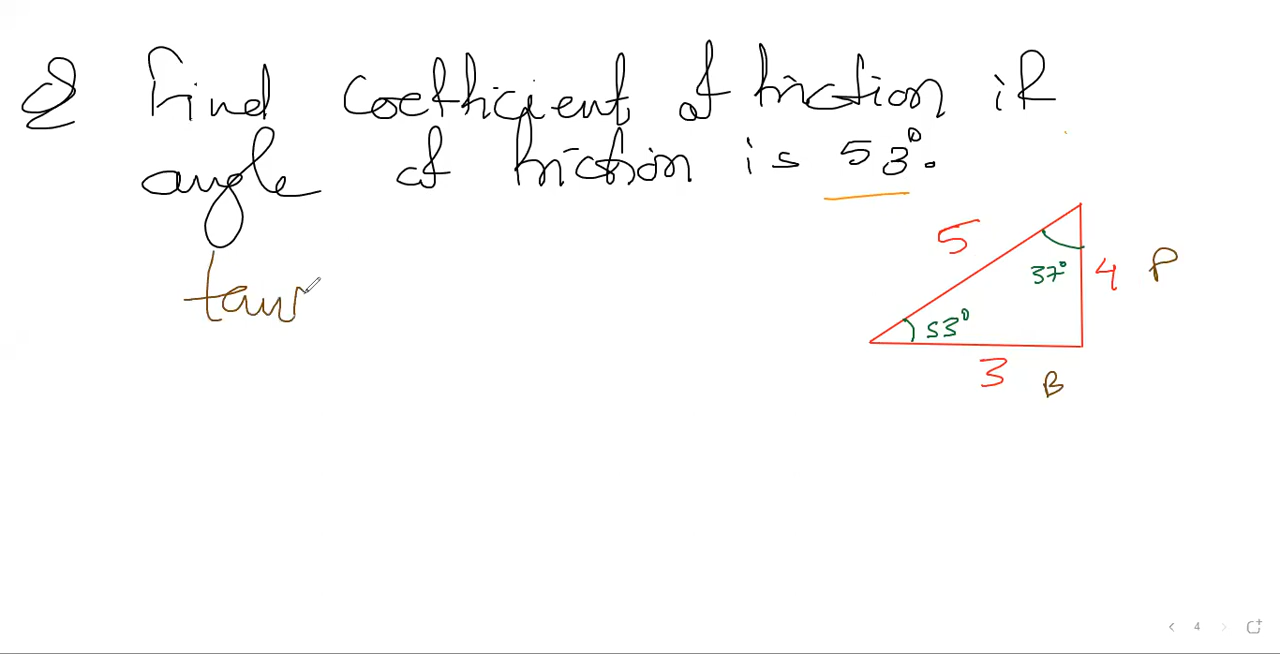 Q Find coefficient of friction if
angle of friction is 53°.
5
37°
4 P
tan
53°
3 B
4